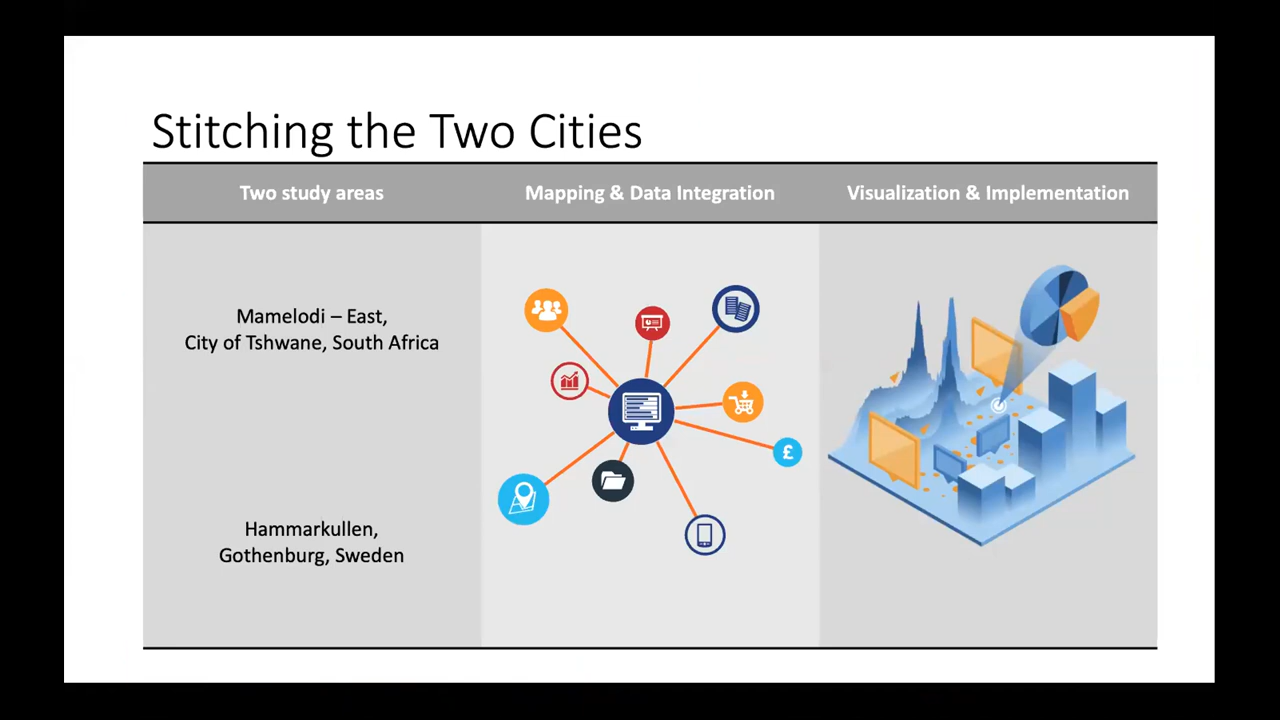 Stitching the Two Cities
Two study areas
Mapping & Data Integration
Visualization & Implementation
Mamelodi – East,
City of Tshwane, South Africa
Hammarkullen,
Gothenburg, Sweden
£